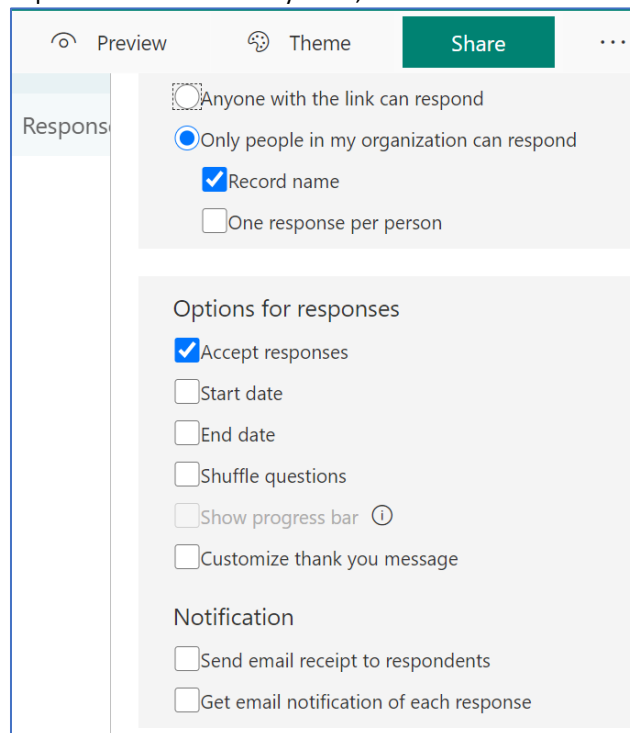 Preview Theme Share ...
Anyone with the link can respond
Respons
Only people in my organization can respond
Record name
One response per person
Options for responses
Accept responses
Start date
End date
Shuffle questions
Show progress bar
Customize thank you message
Notification
Send email receipt to respondents
Get email notification of each response